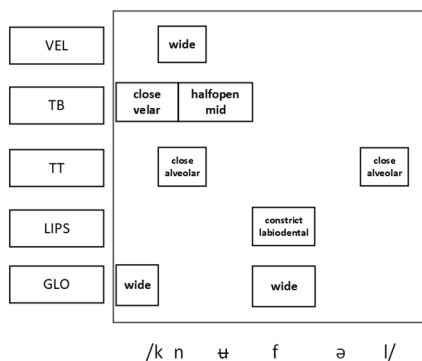 VEL
wide
TB
close velar
halfopen mid
TT
close alveolar
close alveolar
LIPS
constrict labiodental
GLO
wide
wide
/k n ʉ f ə l/